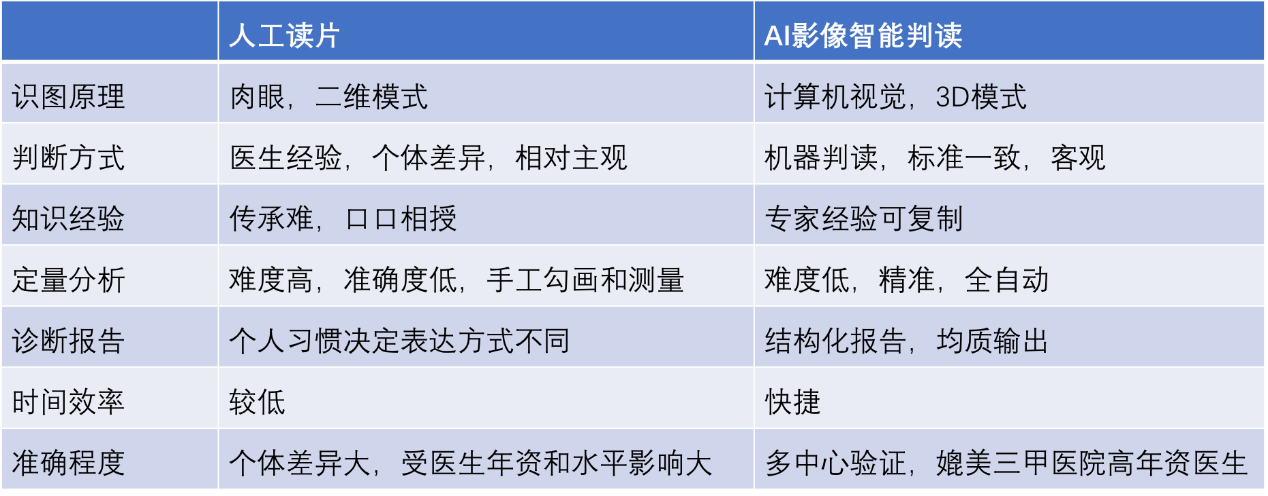 人工读片 AI影像智能判读
识图原理 肉眼，二维模式 计算机视觉，3D模式
判断方式 医生经验，个体差异，相对主观 机器判读，标准一致，客观
知识经验 传承难，口口相授 专家经验可复制
定量分析 难度高，准确度低，手工勾画和测量 难度低，精准，全自动
诊断报告 个人习惯决定表达方式不同 结构化报告，均质输出
时间效率 较低 快捷
准确程度 个体差异大，受医生年资和水平影响大 多中心验证，媲美三甲医院高年资医生